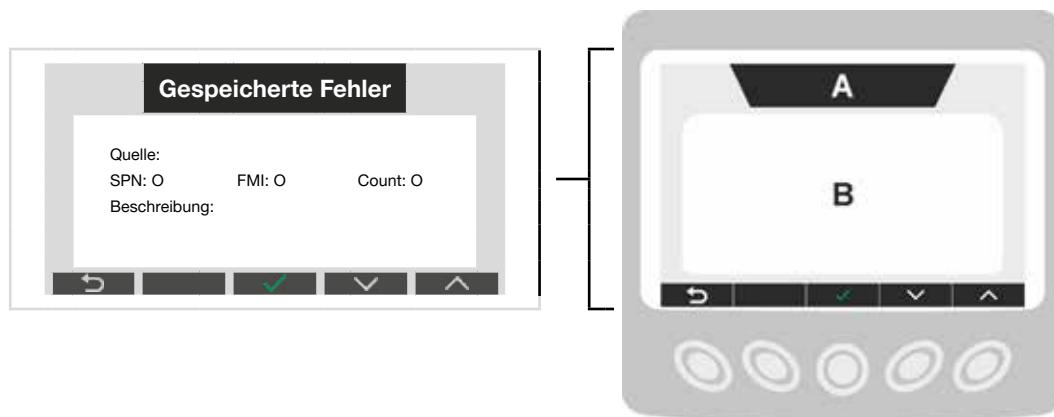 Gespeicherte Fehler
Quelle:
SPN: O FMI: O Count: O
Beschreibung:
A
B